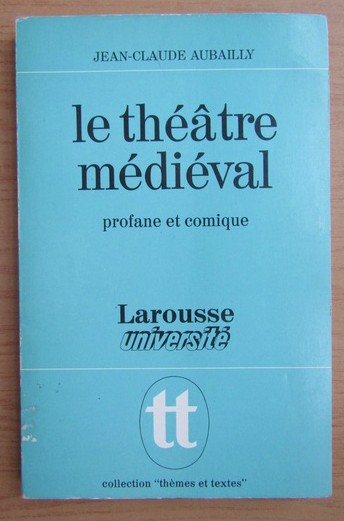 JEAN-CLAUDE AUBAILLY
le théâtre
médiéval
profane et comique
Larousse
université
tt
collection "thèmes et textes"